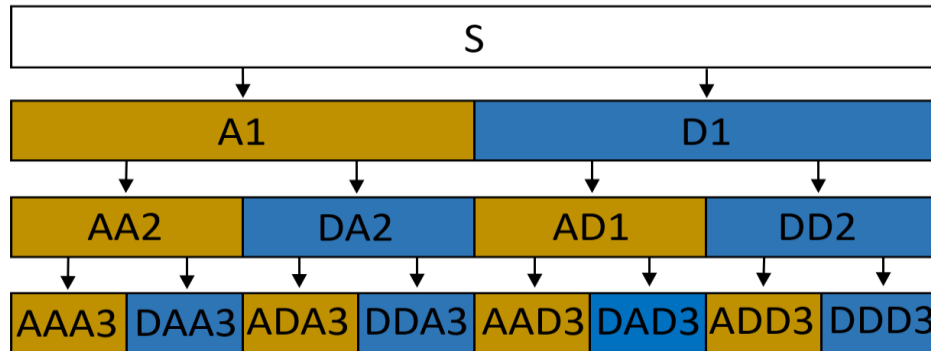 S
A1 D1
AA2 DA2 AD1 DD2
AAA3 DAA3 ADA3 DDA3 AAD3 DAD3 ADD3 DDD3